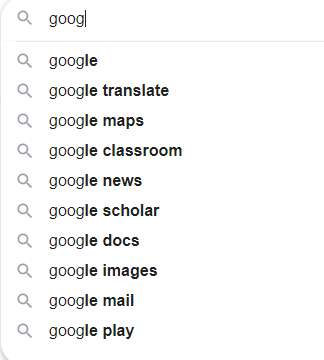 goog
google
google translate
google maps
google classroom
google news
google scholar
google docs
google images
google mail
google play